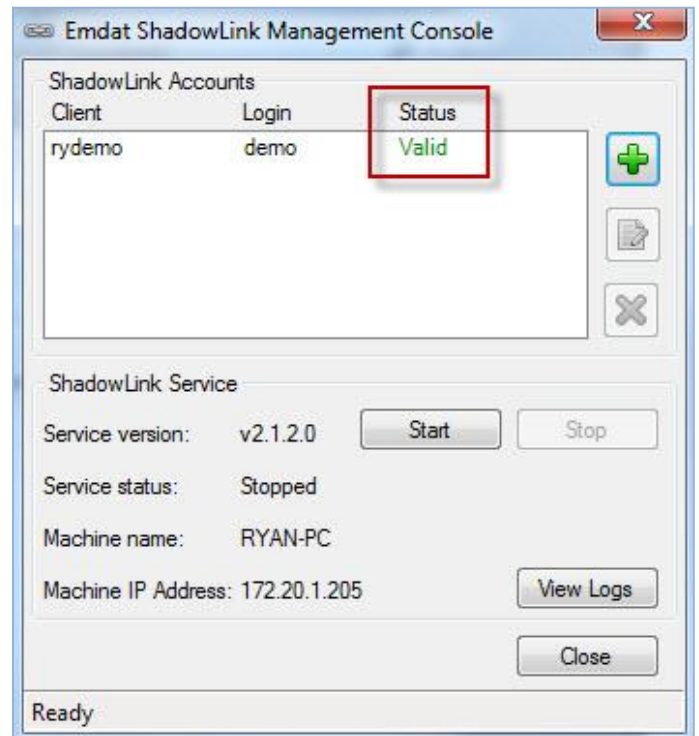 Emdat ShadowLink Management Console
ShadowLink Accounts
Client Login Status
rydemo demo Valid
ShadowLink Service
Service version: v2.1.2.0 Start Stop
Service status: Stopped
Machine name: RYAN-PC
Machine IP Address: 172.20.1.205 View Logs
Close
Ready